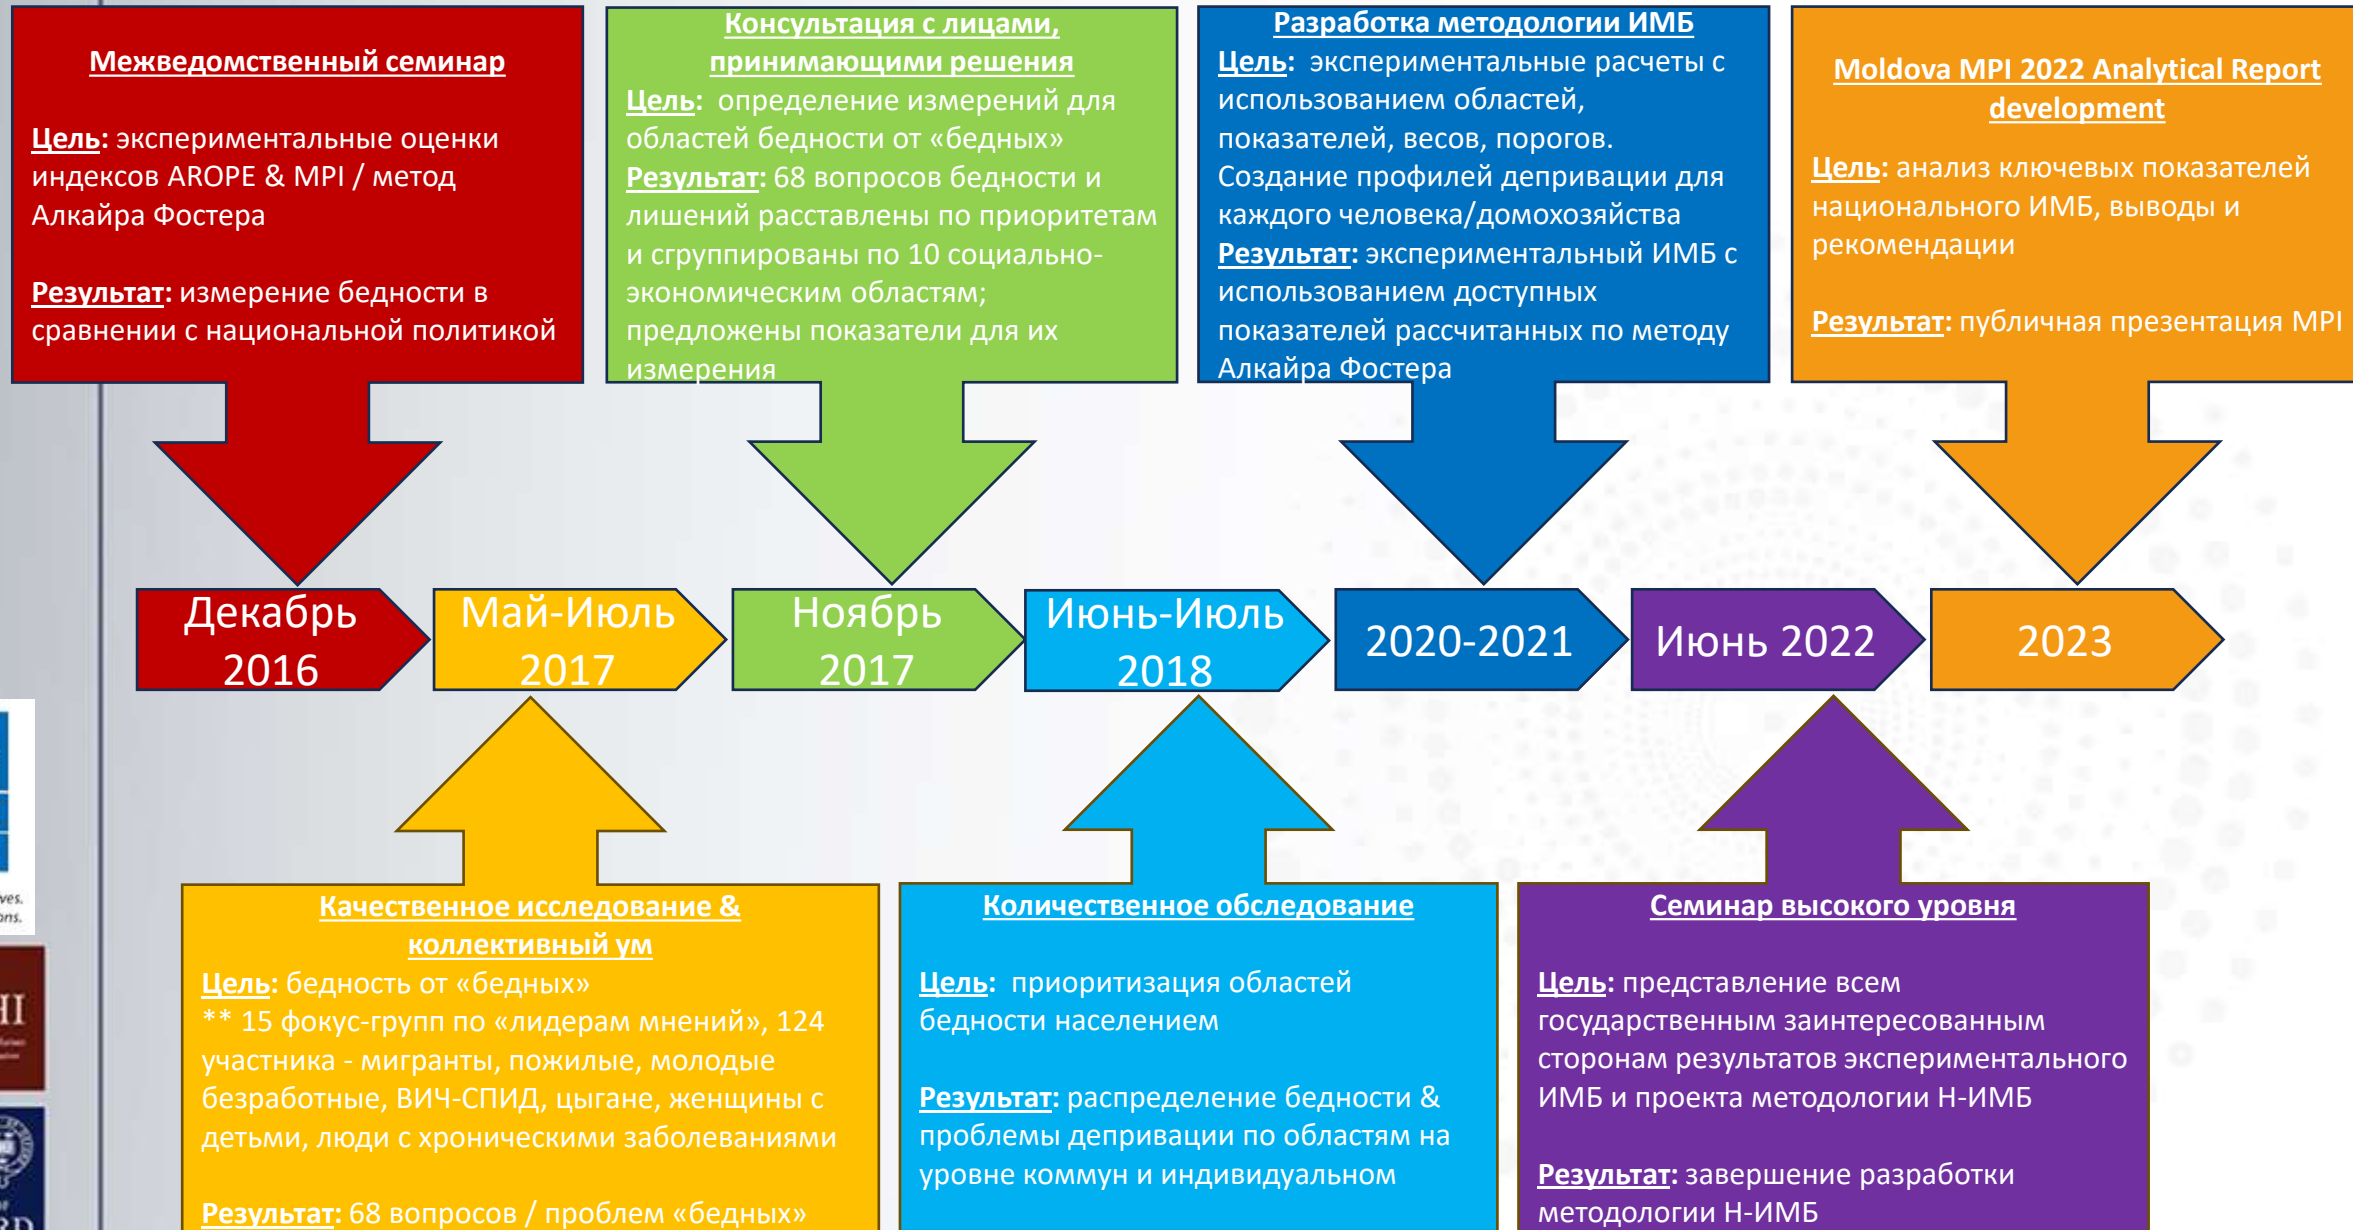 Межведомственный семинар
Цель: экспериментальные оценки
индексов AROPE & MPI / метод
Алкайра Фостера
Результат: измерение бедности в
сравнении с национальной политикой
Консультация с лицами,
принимающими решения
Цель: определение измерений для
областей бедности от «бедных»
Результат: 68 вопросов бедности и
лишений расставлены по приоритетам
и сгруппированы по 10 социально-
экономическим областям;
предложены показатели для их
измерения
Разработка методологии ИМБ
Цель: экспериментальные расчеты с
использованием областей,
показателей, весов, порогов.
Создание профилей депривации для
каждого человека/домохозяйства
Результат: экспериментальный ИМБ с
использованием доступных
показателей рассчитанных по методу
Алкайра Фостера
Moldova MPI 2022 Analytical Report
development
Цель: анализ ключевых показателей
национального ИМБ, выводы и
рекомендации
Результат: публичная презентация MPI
Декабрь
2016
Май-Июль
2017
Ноябрь
2017
Июнь-Июль
2018
2020-2021
Июнь 2022
2023
Качественное исследование &
коллективный ум
Цель: бедность от «бедных»
** 15 фокус-групп по «лидерам мнений», 124
участника - мигранты, пожилые, молодые
безработные, ВИЧ-СПИД, цыгане, женщины с
детьми, люди с хроническими заболеваниями
Результат: 68 вопросов / проблем «бедных»
Количественное обследование
Цель: приоритизация областей
бедности населением
Результат: распределение бедности &
проблемы депривации по областям на
уровне коммун и индивидуальном
Семинар высокого уровня
Цель: представление всем
государственным заинтересованным
сторонам результатов экспериментального
ИМБ и проекта методологии Н-ИМБ
Результат: завершение разработки
методологии Н-ИМБ